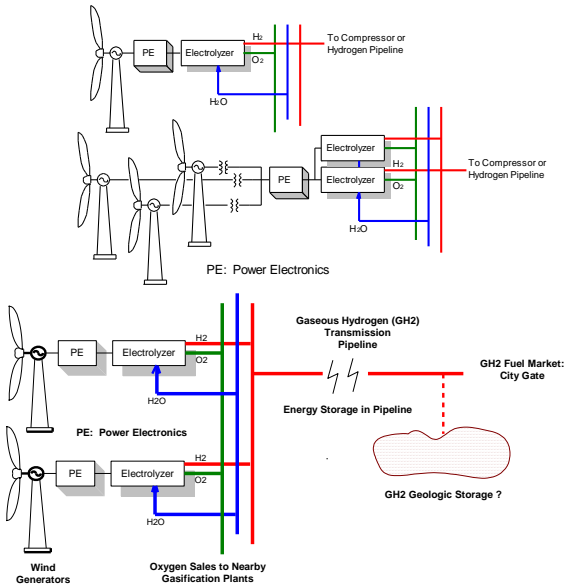 H₂
PE
Electrolyzer
To Compressor or
Hydrogen Pipeline
O₂
H₂O
Electrolyzer
H₂
To Compressor or
Hydrogen Pipeline
PE
Electrolyzer
O₂
H₂O
PE: Power Electronics
Gaseous Hydrogen (GH2)
Transmission
Pipeline
H2
PE
Electrolyzer
O2
GH2 Fuel Market:
City Gate
H2O
Energy Storage in Pipeline
PE: Power Electronics
H2
PE
Electrolyzer
O2
GH2 Geologic Storage ?
H2O
Wind
Generators
Oxygen Sales to Nearby
Gasification Plants